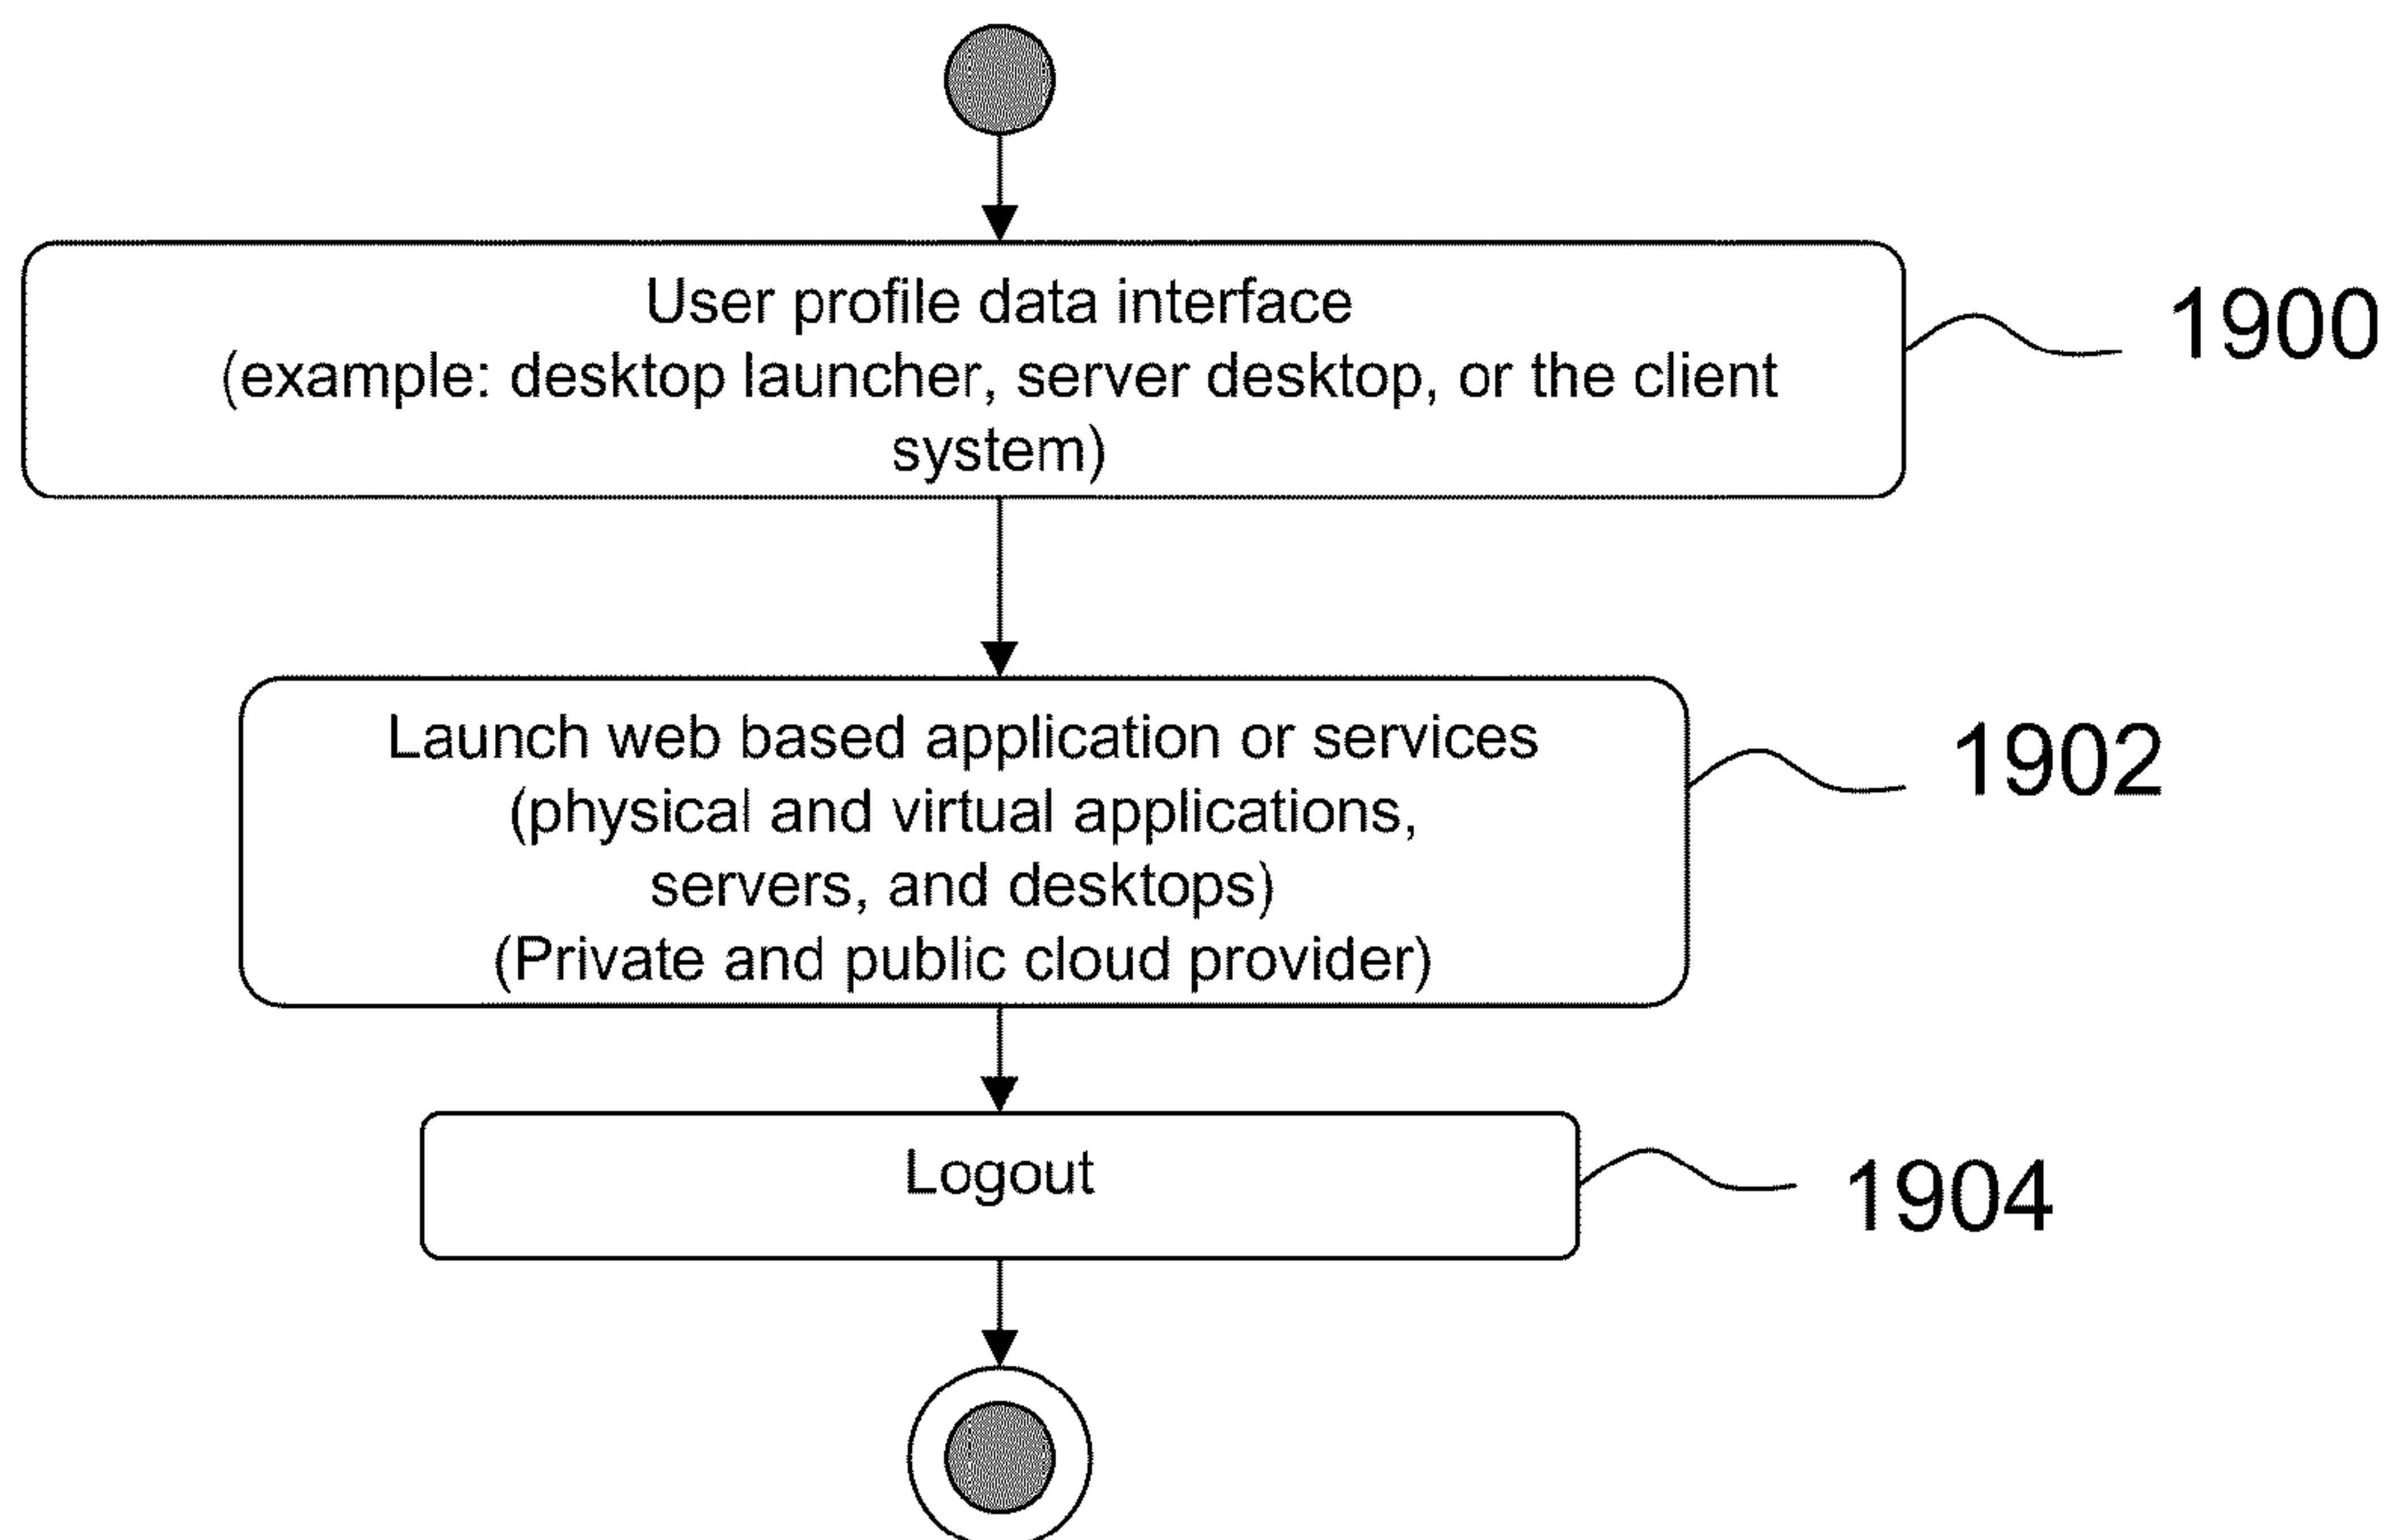 User profile data interface
(example: desktop launcher, server desktop, or the client
system)
1900
Launch web based application or services
(physical and virtual applications,
servers, and desktops)
(Private and public cloud provider)
1902
Logout
1904